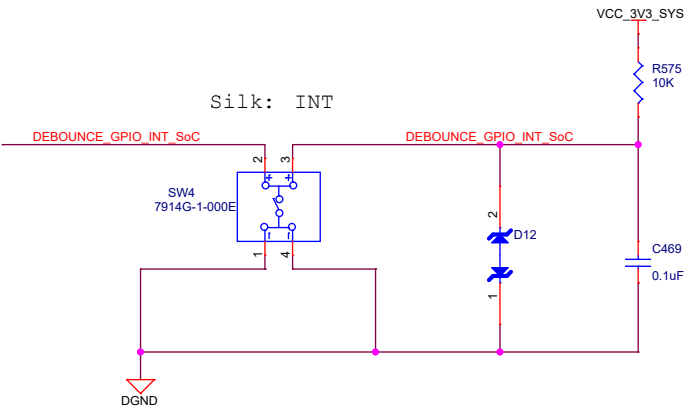 VCC_3V3_SYS
R575
10K
Silk: INT
DEBOUNCE_GPIO_INT_SoC
DEBOUNCE_GPIO_INT_SoC
2
3
SW4
7914G-1-000E
1
4
2
D12
1
C469
0.1uF
DGND